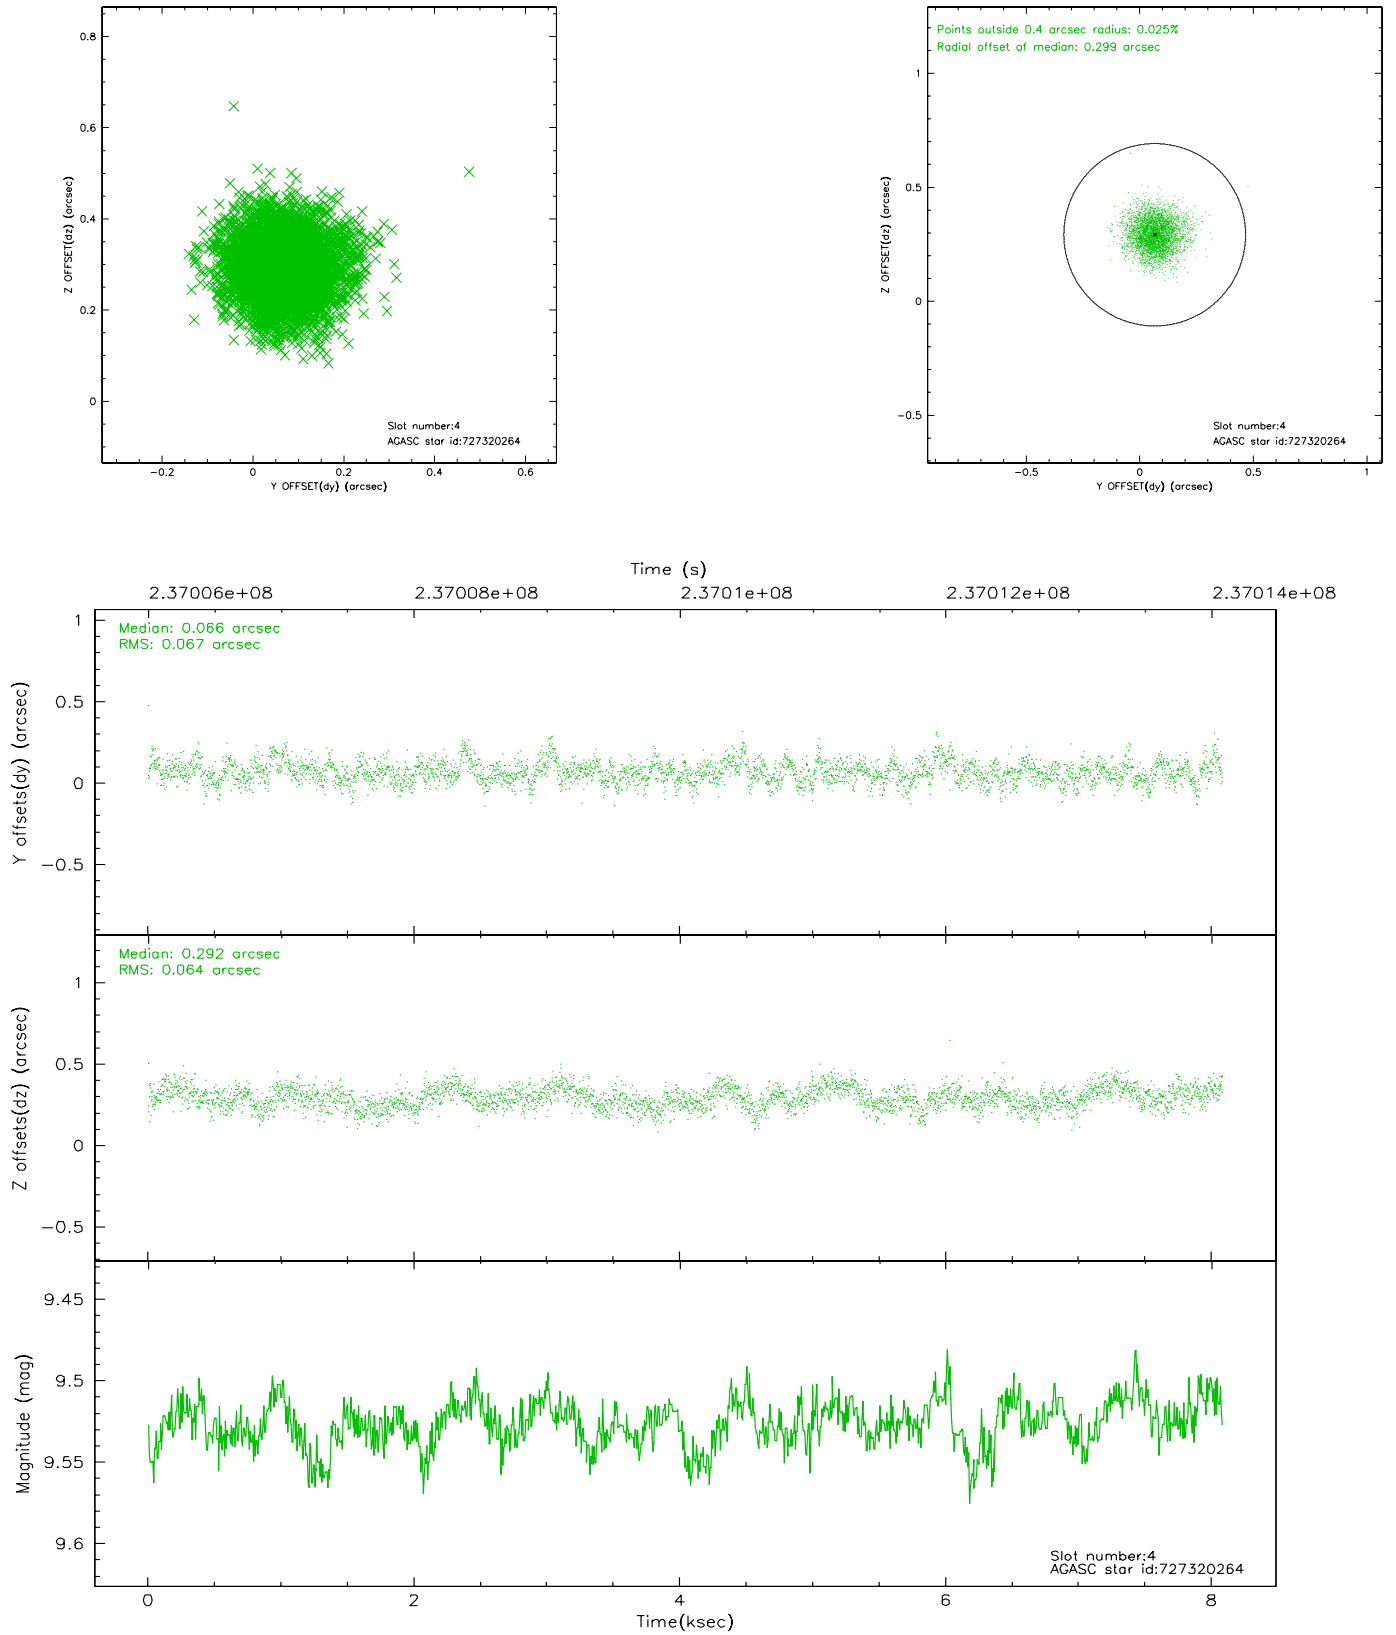 0.8
0.6
0.4
0.2
0
Z OFFSET(dz) (arcsec)
Slot number:4
AGASC star id:727320264
−0.2 0 0.2 0.4 0.6
Y OFFSET(dy) (arcsec)
Points outside 0.4 arcsec radius: 0.025%
Radial offset of median: 0.299 arcsec
1
0.5
0
−0.5
Z OFFSET(dz) (arcsec)
Slot number:4
AGASC star id:727320264
−0.5 0 0.5 1
Y OFFSET(dy) (arcsec)
Time (s)
2.37006e+08 2.37008e+08 2.3701e+08 2.37012e+08 2.37014e+08
Median: 0.066 arcsec
RMS: 0.067 arcsec
1
0.5
0
−0.5
Y offsets(dy) (arcsec)
Median: 0.292 arcsec
RMS: 0.064 arcsec
1
0.5
0
−0.5
Z offsets(dz) (arcsec)
9.45
9.5
9.55
9.6
Magnitude (mag)
Slot number:4
AGASC star id:727320264
0 2 4 6 8
Time(ksec)